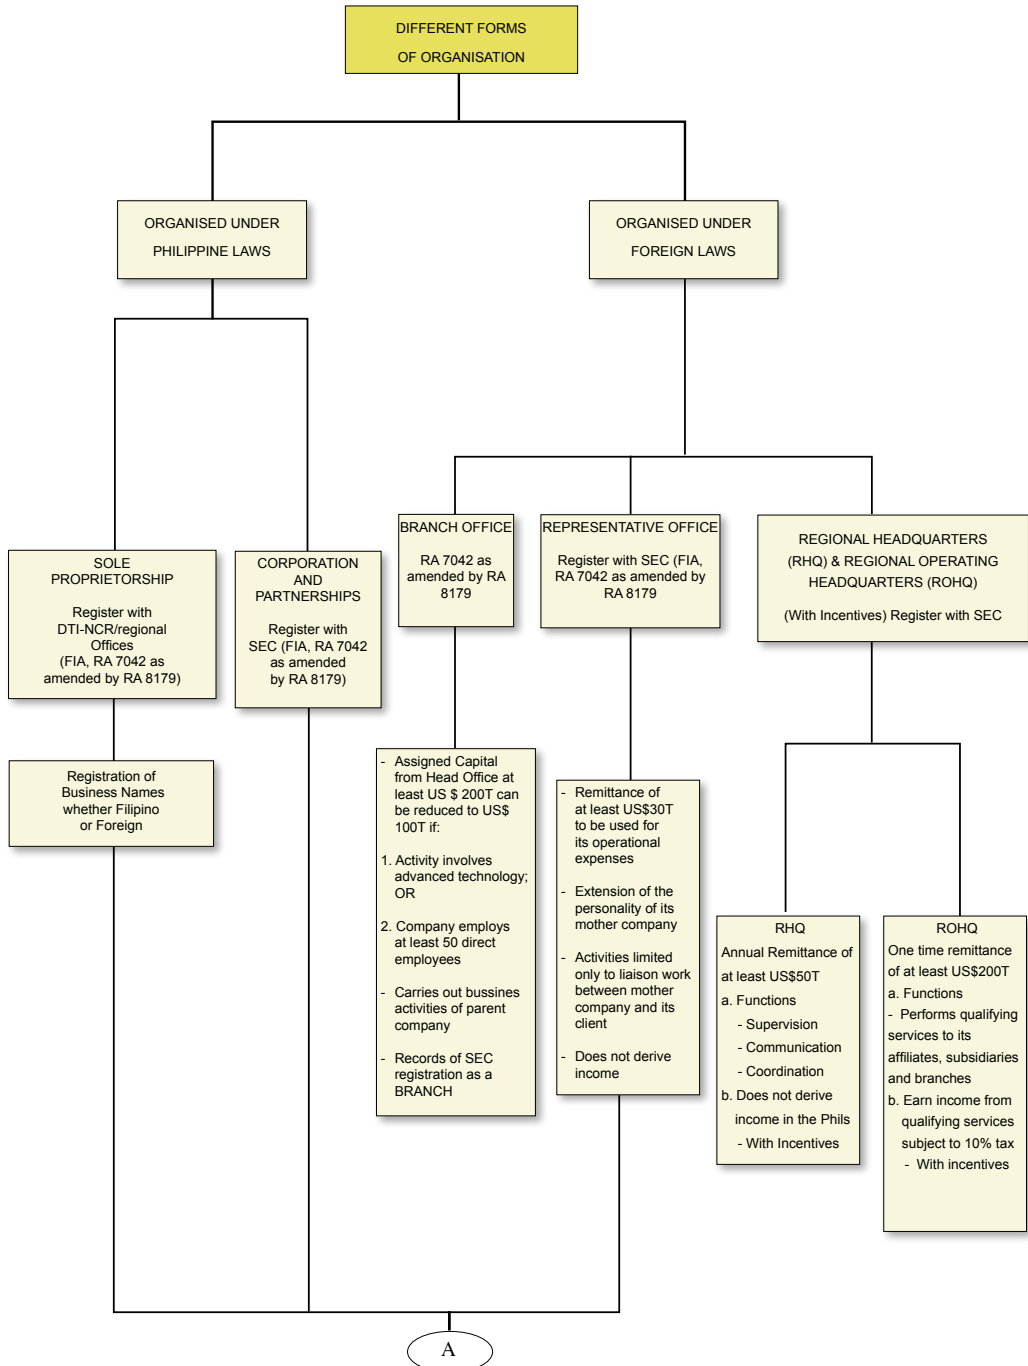 DIFFERENT FORMS
OF ORGANISATION
ORGANISED UNDER
PHILIPPINE LAWS
ORGANISED UNDER
FOREIGN LAWS
SOLE
PROPRIETORSHIP
Register with
DTI-NCR/regional
Offices
(FIA, RA 7042 as
amended by RA 8179)
CORPORATION
AND
PARTNERSHIPS
Register with
SEC (FIA, RA 7042
as amended
by RA 8179)
BRANCH OFFICE
RA 7042 as
amended by RA
8179
REPRESENTATIVE OFFICE
Register with SEC (FIA,
RA 7042 as amended by
RA 8179
REGIONAL HEADQUARTERS
(RHQ) & REGIONAL OPERATING
HEADQUARTERS (ROHQ)
(With Incentives) Register with SEC
Registration of
Business Names
whether Filipino
or Foreign
- Assigned Capital
from Head Office at
least US $ 200T can
be reduced to US$
100T if:
1. Activity involves
advanced technology;
OR
2. Company employs
at least 50 direct
employees
- Carries out bussines
activities of parent
company
- Records of SEC
registration as a
BRANCH
- Remittance of
at least US$30T
to be used for
its operational
expenses
- Extension of the
personality of its
mother company
- Activities limited
only to liaison work
between mother
company and its
client
- Does not derive
income
RHQ
Annual Remittance of
at least US$50T
a. Functions
- Supervision
- Communication
- Coordination
b. Does not derive
income in the Phils
- With Incentives
ROHQ
One time remittance
of at least US$200T
a. Functions
- Performs qualifying
services to its
affiliates, subsidiaries
and branches
b. Earn income from
qualifying services
subject to 10% tax
- With incentives
A